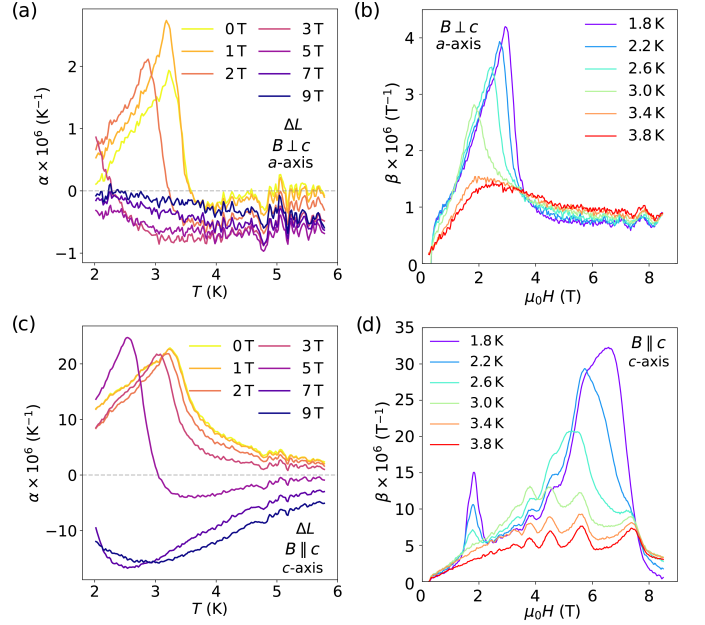 (a)
α × 10⁶ (K⁻¹)
2
1
0
−1
0 T
1 T
2 T
3 T
5 T
7 T
9 T
ΔL
B ⊥ c
a-axis
2 3 4 5 6
T (K)
(b)
β × 10⁶ (T⁻¹)
4
3
2
1
0
B ⊥ c
a-axis
1.8 K
2.2 K
2.6 K
3.0 K
3.4 K
3.8 K
0 2 4 6 8
μ₀H (T)
(c)
α × 10⁶ (K⁻¹)
20
10
0
−10
0 T
1 T
2 T
3 T
5 T
7 T
9 T
ΔL
B ∥ c
c-axis
2 3 4 5 6
T (K)
(d)
β × 10⁶ (T⁻¹)
35
30
25
20
15
10
5
0
1.8 K
2.2 K
2.6 K
3.0 K
3.4 K
3.8 K
B ∥ c
c-axis
0 2 4 6 8
μ₀H (T)